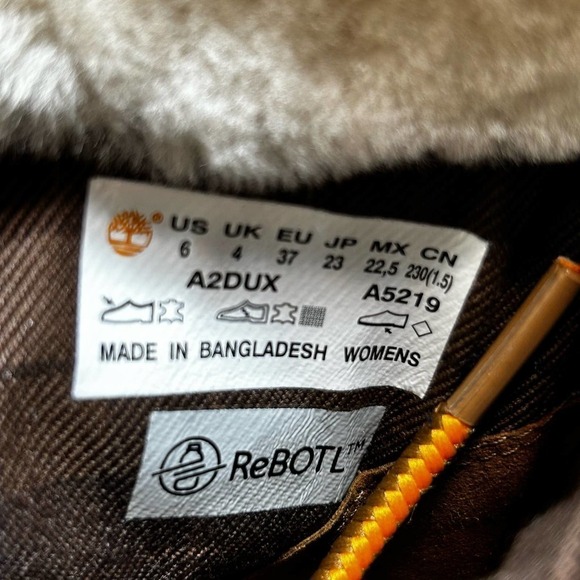 ® US UK EU JP MX CN
6 4 37 23 22,5 230(1.5)
A2DUX A5219
MADE IN BANGLADESH WOMENS
ReBOTL™